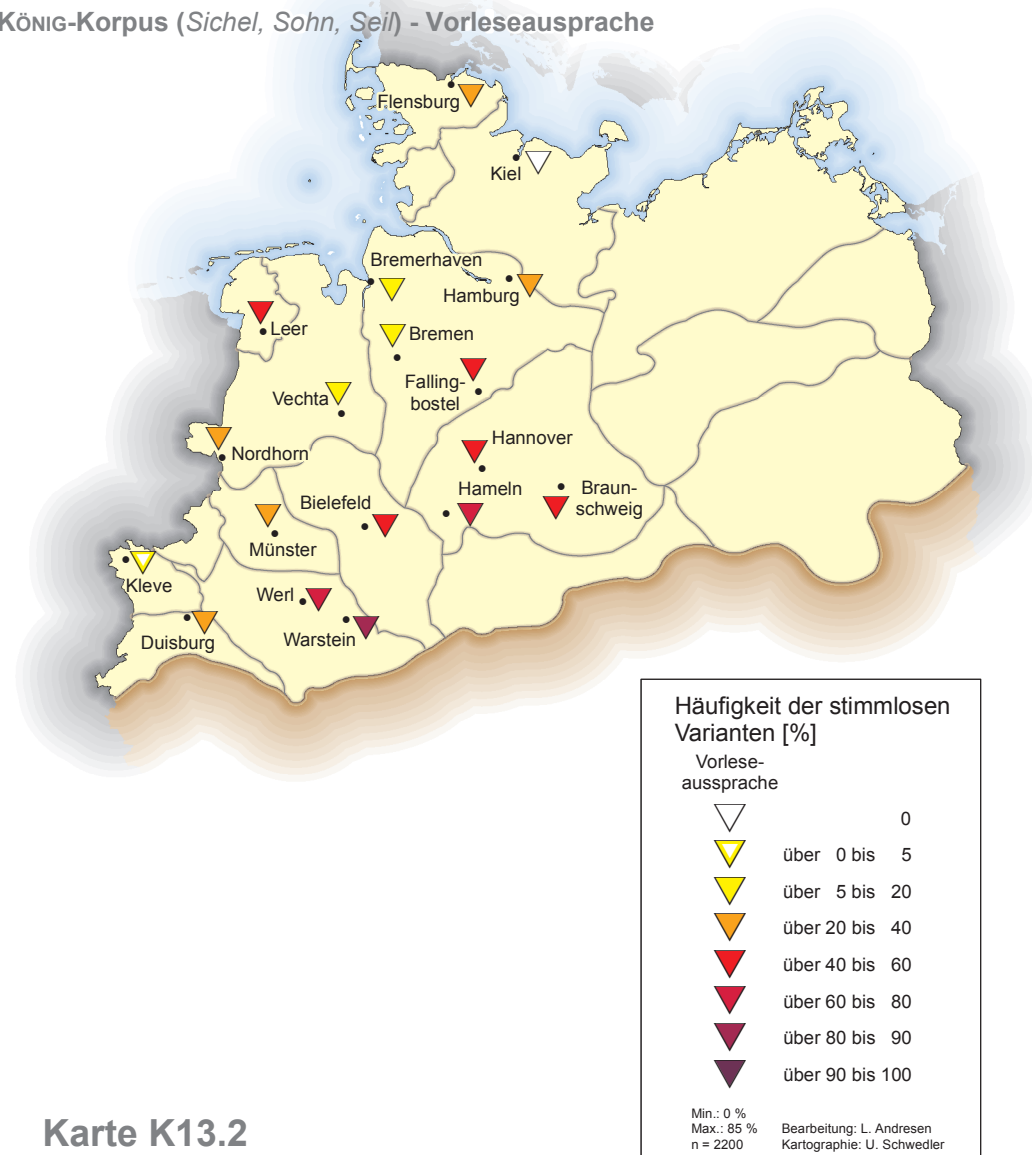 KÖNIG-Korpus (Sichel, Sohn, Seil) - Vorleseaussprache
Flensburg
Kiel
Bremerhaven
Hamburg
Leer
Bremen
Falling-
bostel
Vechta
Hannover
Nordhorn
Hameln
Braun-
schweig
Bielefeld
Münster
Kleve
Werl
Duisburg
Warstein
Häufigkeit der stimmlosen
Varianten [%]
Vorlese-
aussprache
0
über 0 bis 5
über 5 bis 20
über 20 bis 40
über 40 bis 60
über 60 bis 80
über 80 bis 90
über 90 bis 100
Min.: 0 %
Max.: 85 % Bearbeitung: L. Andresen
n = 2200 Kartographie: U. Schwedler
Karte K13.2